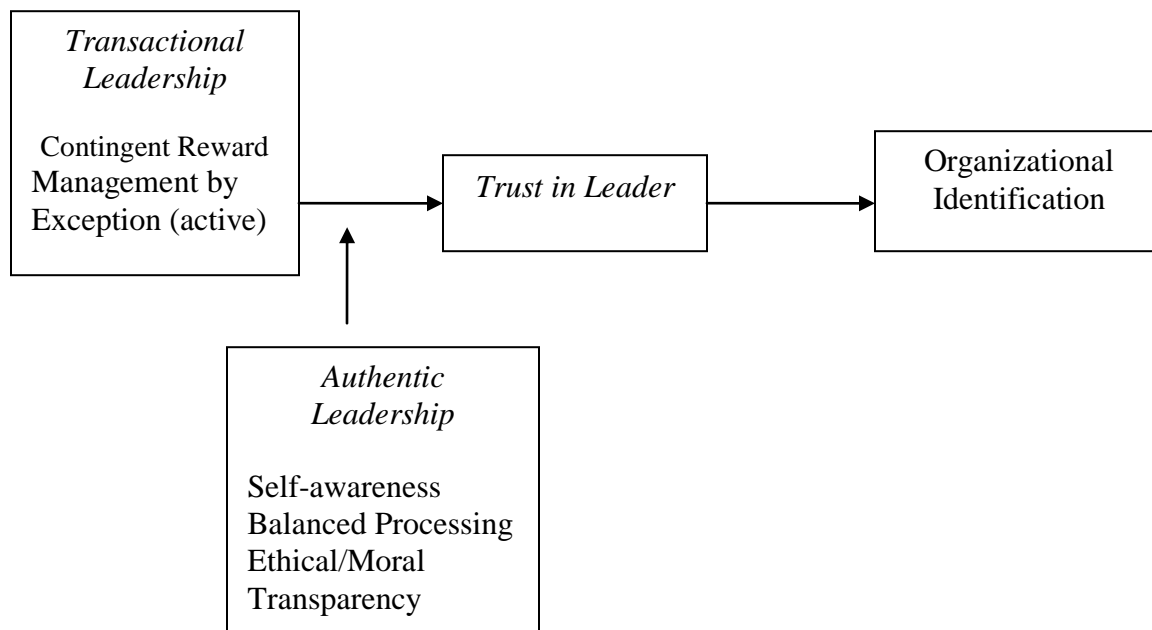 Transactional
Leadership
Contingent Reward
Management by
Exception (active)
Trust in Leader
Organizational
Identification
Authentic
Leadership
Self-awareness
Balanced Processing
Ethical/Moral
Transparency